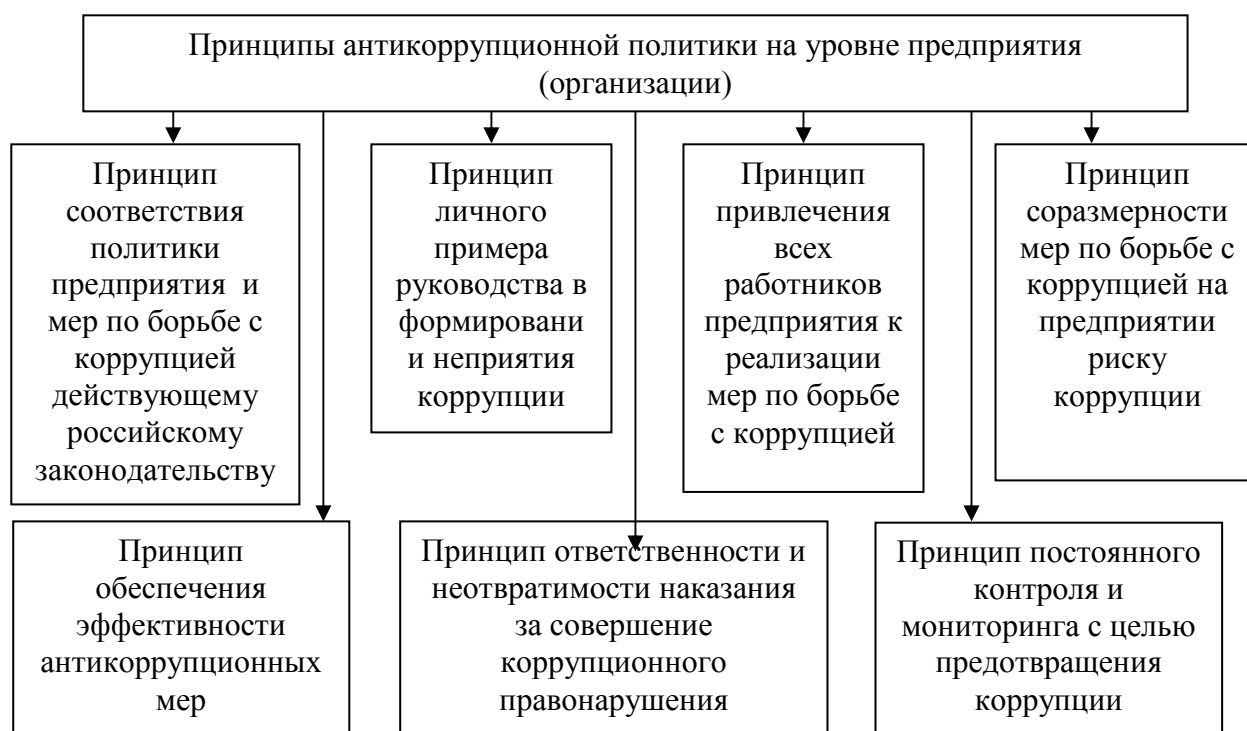 Принципы антикоррупционной политики на уровне предприятия
(организации)
Принцип
соответствия
политики
предприятия и
мер по борьбе с
коррупцией
действующему
российскому
законодательству
Принцип
личного
примера
руководства в
формировани
и неприятия
коррупции
Принцип
привлечения
всех
работников
предприятия к
реализации
мер по борьбе
с коррупцией
Принцип
соразмерности
мер по борьбе с
коррупцией на
предприятии
риску
коррупции
Принцип
обеспечения
эффективности
антикоррупционных
мер
Принцип ответственности и
неотвратимости наказания
за совершение
коррупционного
правонарушения
Принцип постоянного
контроля и
мониторинга с целью
предотвращения
коррупции